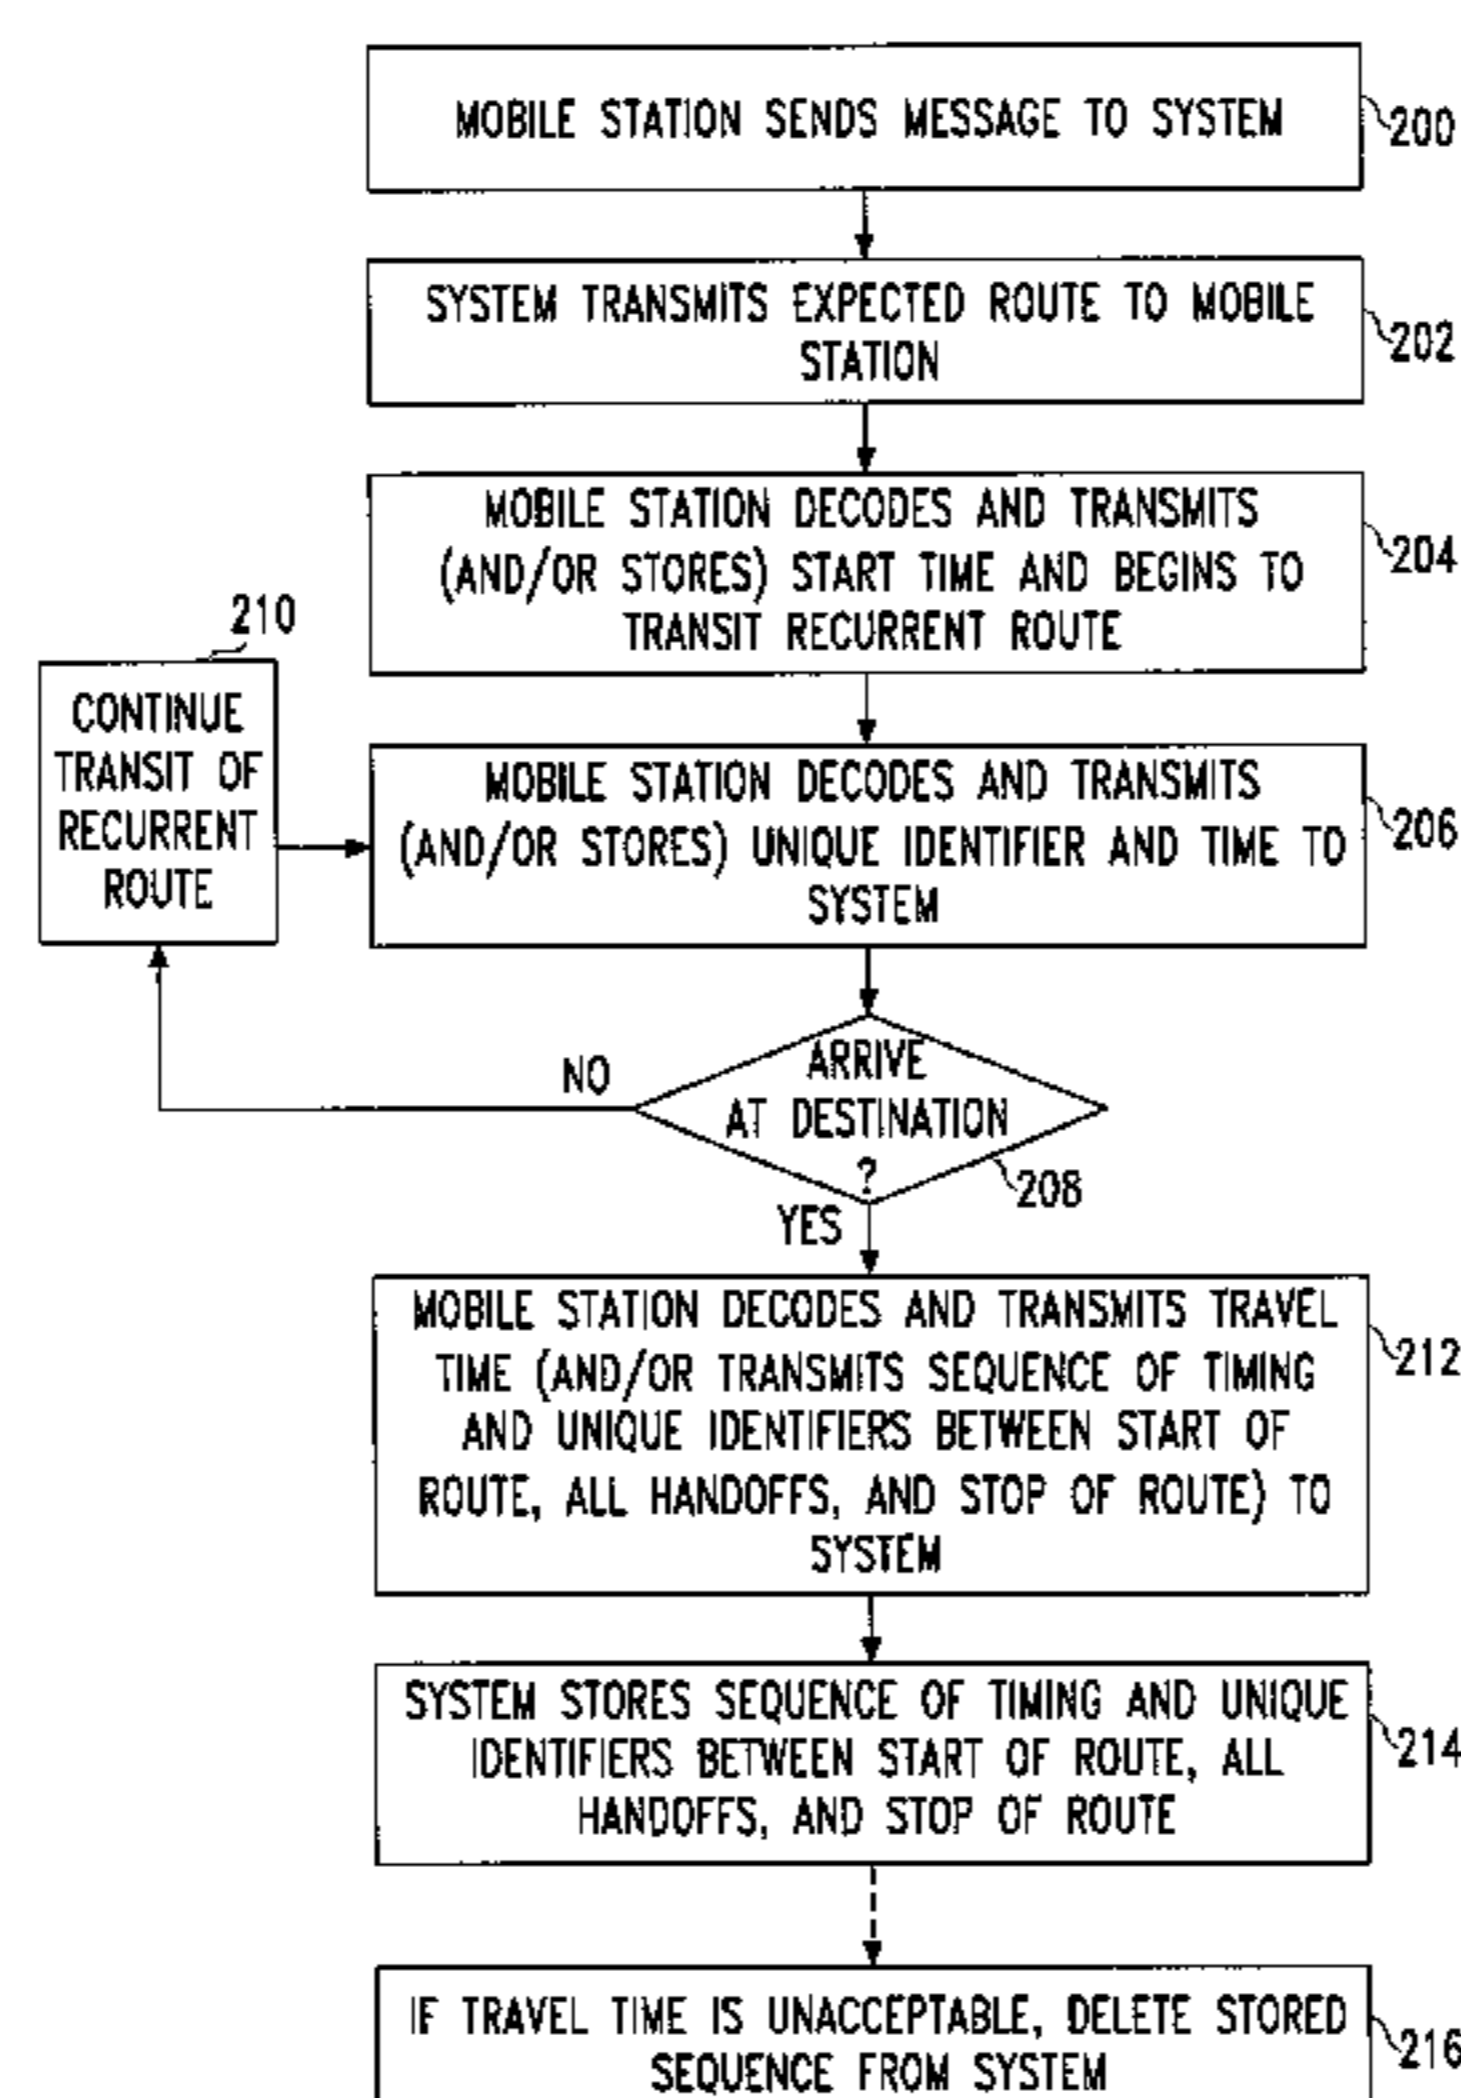 MOBILE STATION SENDS MESSAGE TO SYSTEM
200
SYSTEM TRANSMITS EXPECTED ROUTE TO MOBILE
STATION
202
MOBILE STATION DECODES AND TRANSMITS
(AND/OR STORES) START TIME AND BEGINS TO
TRANSIT RECURRENT ROUTE
204
210
CONTINUE
TRANSIT OF
RECURRENT
ROUTE
MOBILE STATION DECODES AND TRANSMITS
(AND/OR STORES) UNIQUE IDENTIFIER AND TIME TO
SYSTEM
206
NO
ARRIVE
AT DESTINATION
?
208
YES
MOBILE STATION DECODES AND TRANSMITS TRAVEL
TIME (AND/OR TRANSMITS SEQUENCE OF TIMING
AND UNIQUE IDENTIFIERS BETWEEN START OF
ROUTE, ALL HANDOFFS, AND STOP OF ROUTE) TO
SYSTEM
212
SYSTEM STORES SEQUENCE OF TIMING AND UNIQUE
IDENTIFIERS BETWEEN START OF ROUTE, ALL
HANDOFFS, AND STOP OF ROUTE
214
IF TRAVEL TIME IS UNACCEPTABLE, DELETE STORED
SEQUENCE FROM SYSTEM
216